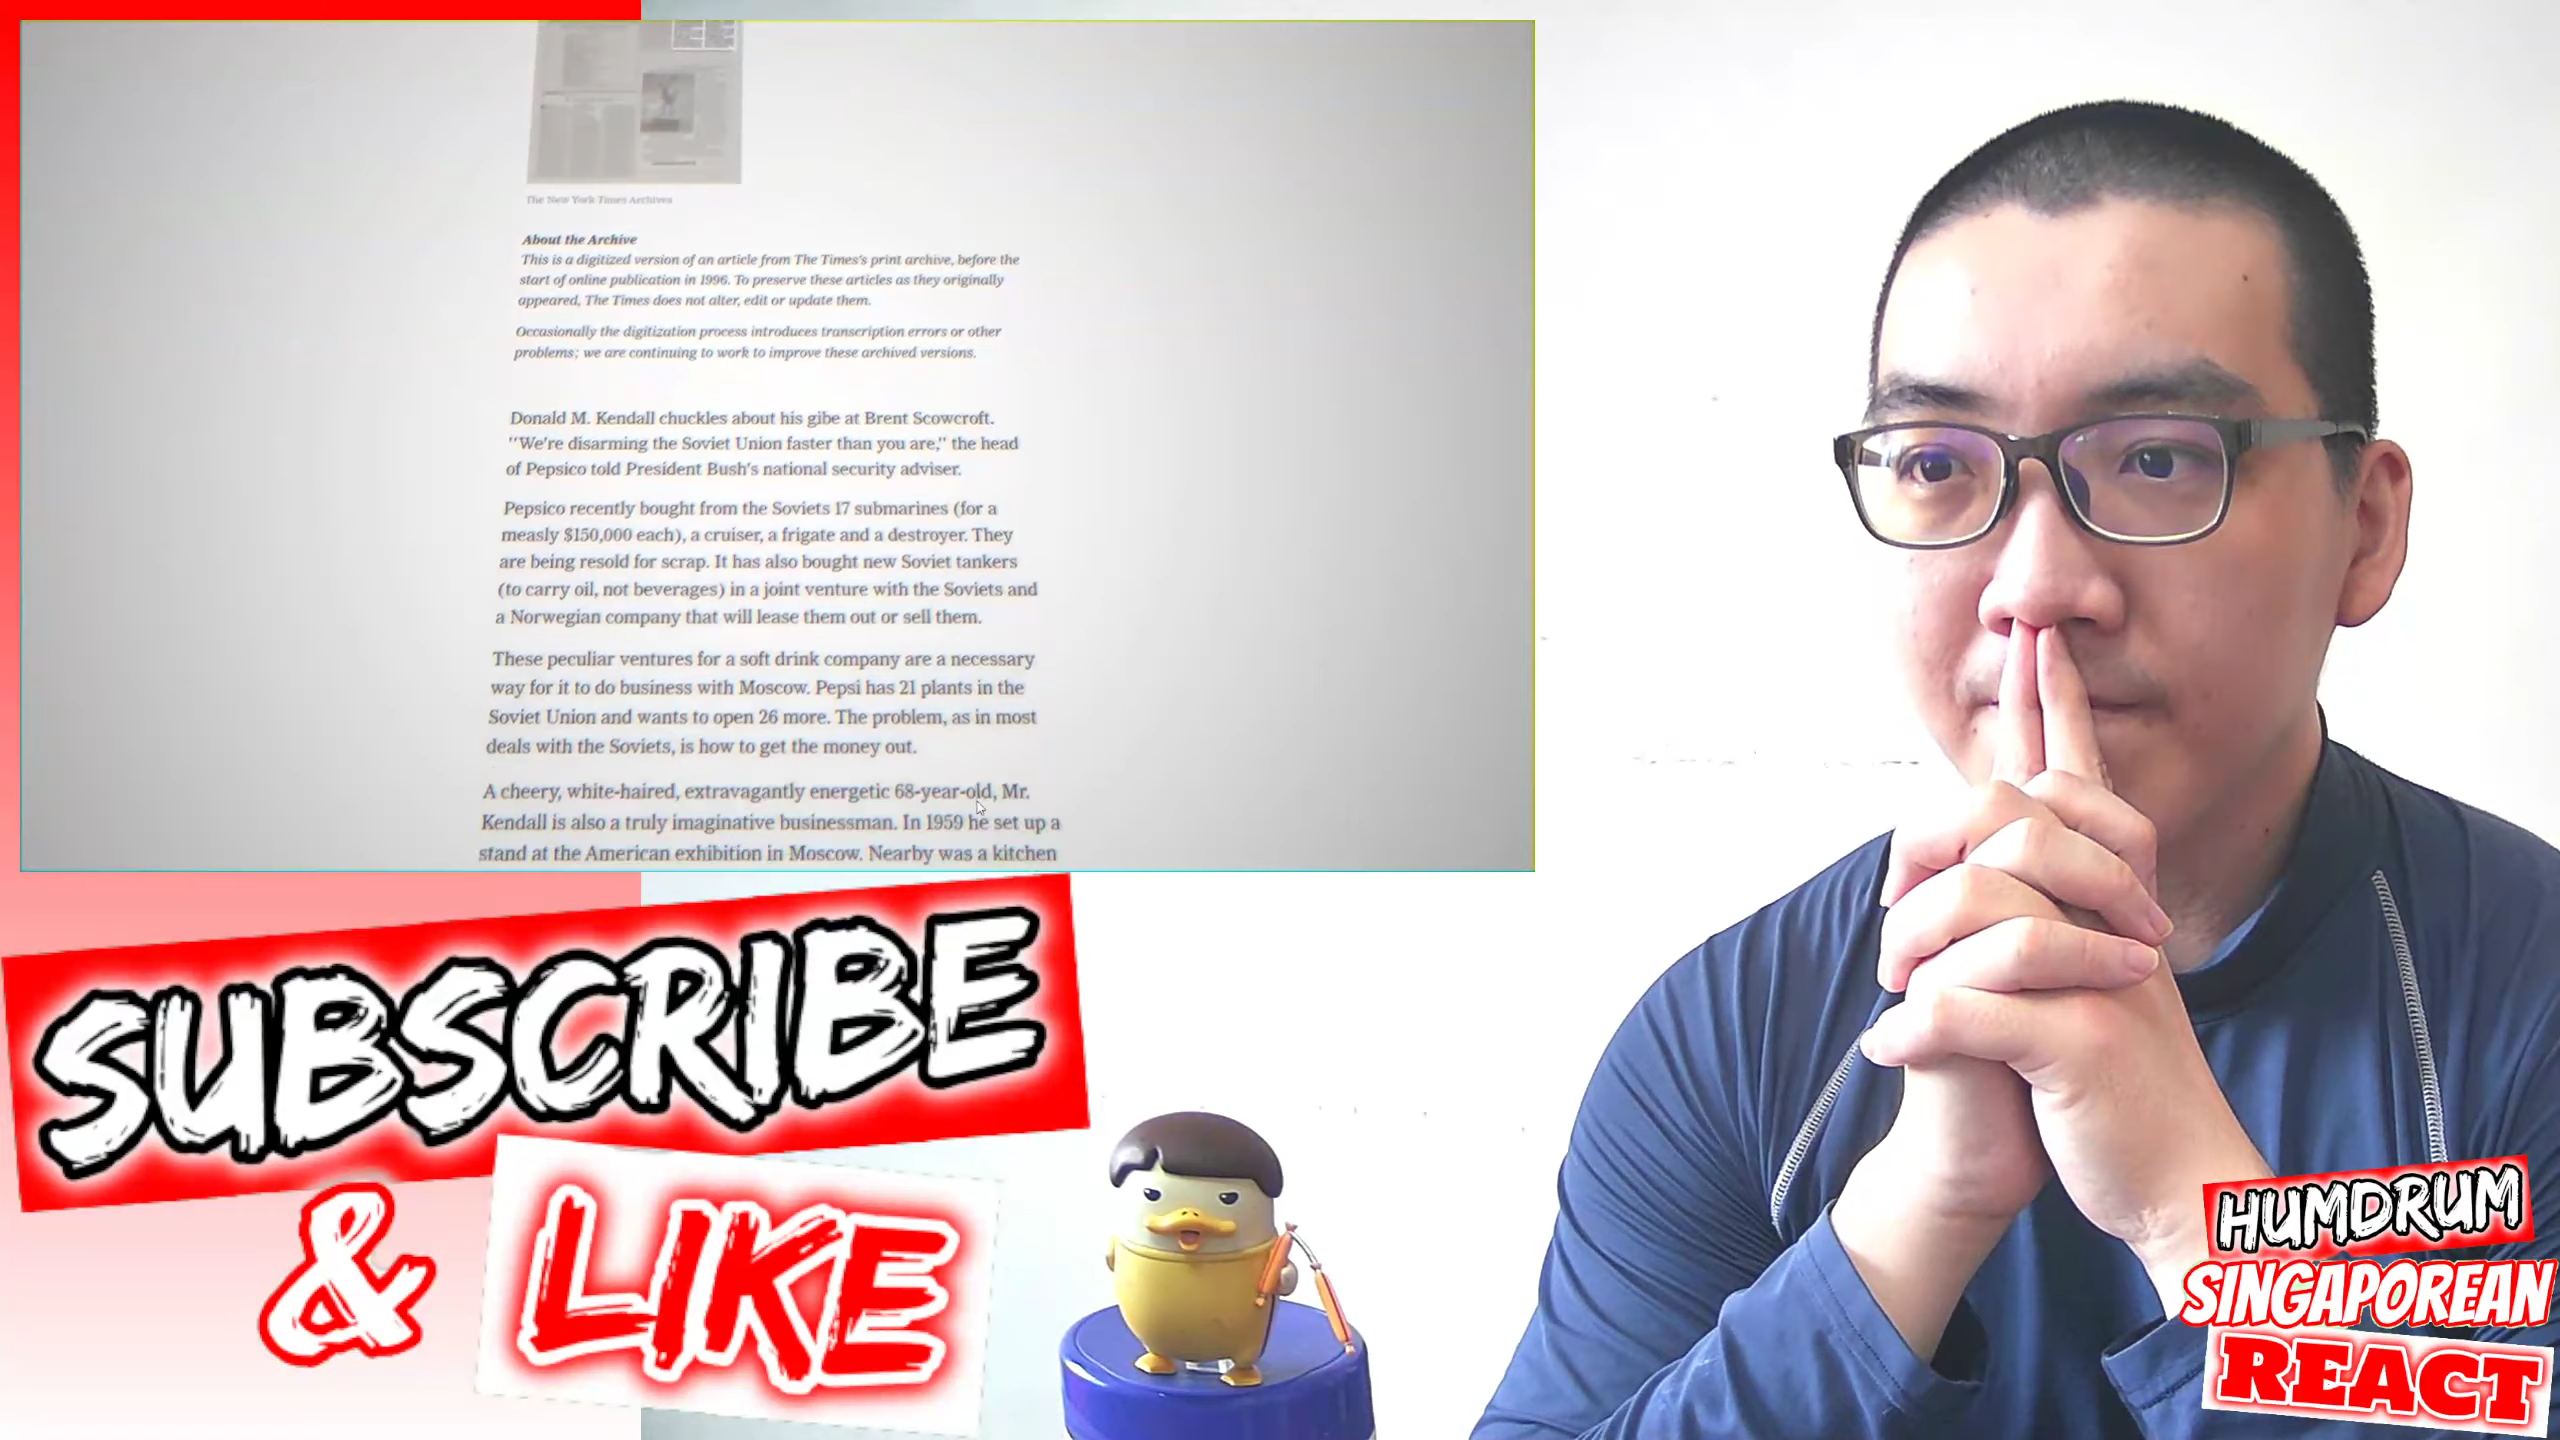 The New York Times Archives
About the Archive
This is a digitized version of an article from The Times's print archive, before the
start of online publication in 1996. To preserve these articles as they originally
appeared, The Times does not alter, edit or update them.
Occasionally the digitization process introduces transcription errors or other
problems; we are continuing to work to improve these archived versions.
Donald M. Kendall chuckles about his gibe at Brent Scowcroft.
''We're disarming the Soviet Union faster than you are,'' the head
of Pepsico told President Bush's national security adviser.
Pepsico recently bought from the Soviets 17 submarines (for a
measly $150,000 each), a cruiser, a frigate and a destroyer. They
are being resold for scrap. It has also bought new Soviet tankers
(to carry oil, not beverages) in a joint venture with the Soviets and
a Norwegian company that will lease them out or sell them.
These peculiar ventures for a soft drink company are a necessary
way for it to do business with Moscow. Pepsi has 21 plants in the
Soviet Union and wants to open 26 more. The problem, as in most
deals with the Soviets, is how to get the money out.
A cheery, white-haired, extravagantly energetic 68-year-old, Mr.
Kendall is also a truly imaginative businessman. In 1959 he set up a
stand at the American exhibition in Moscow. Nearby was a kitchen
SUBSCRIBE
& LIKE
HUMDRUM
SINGAPOREAN
REACT